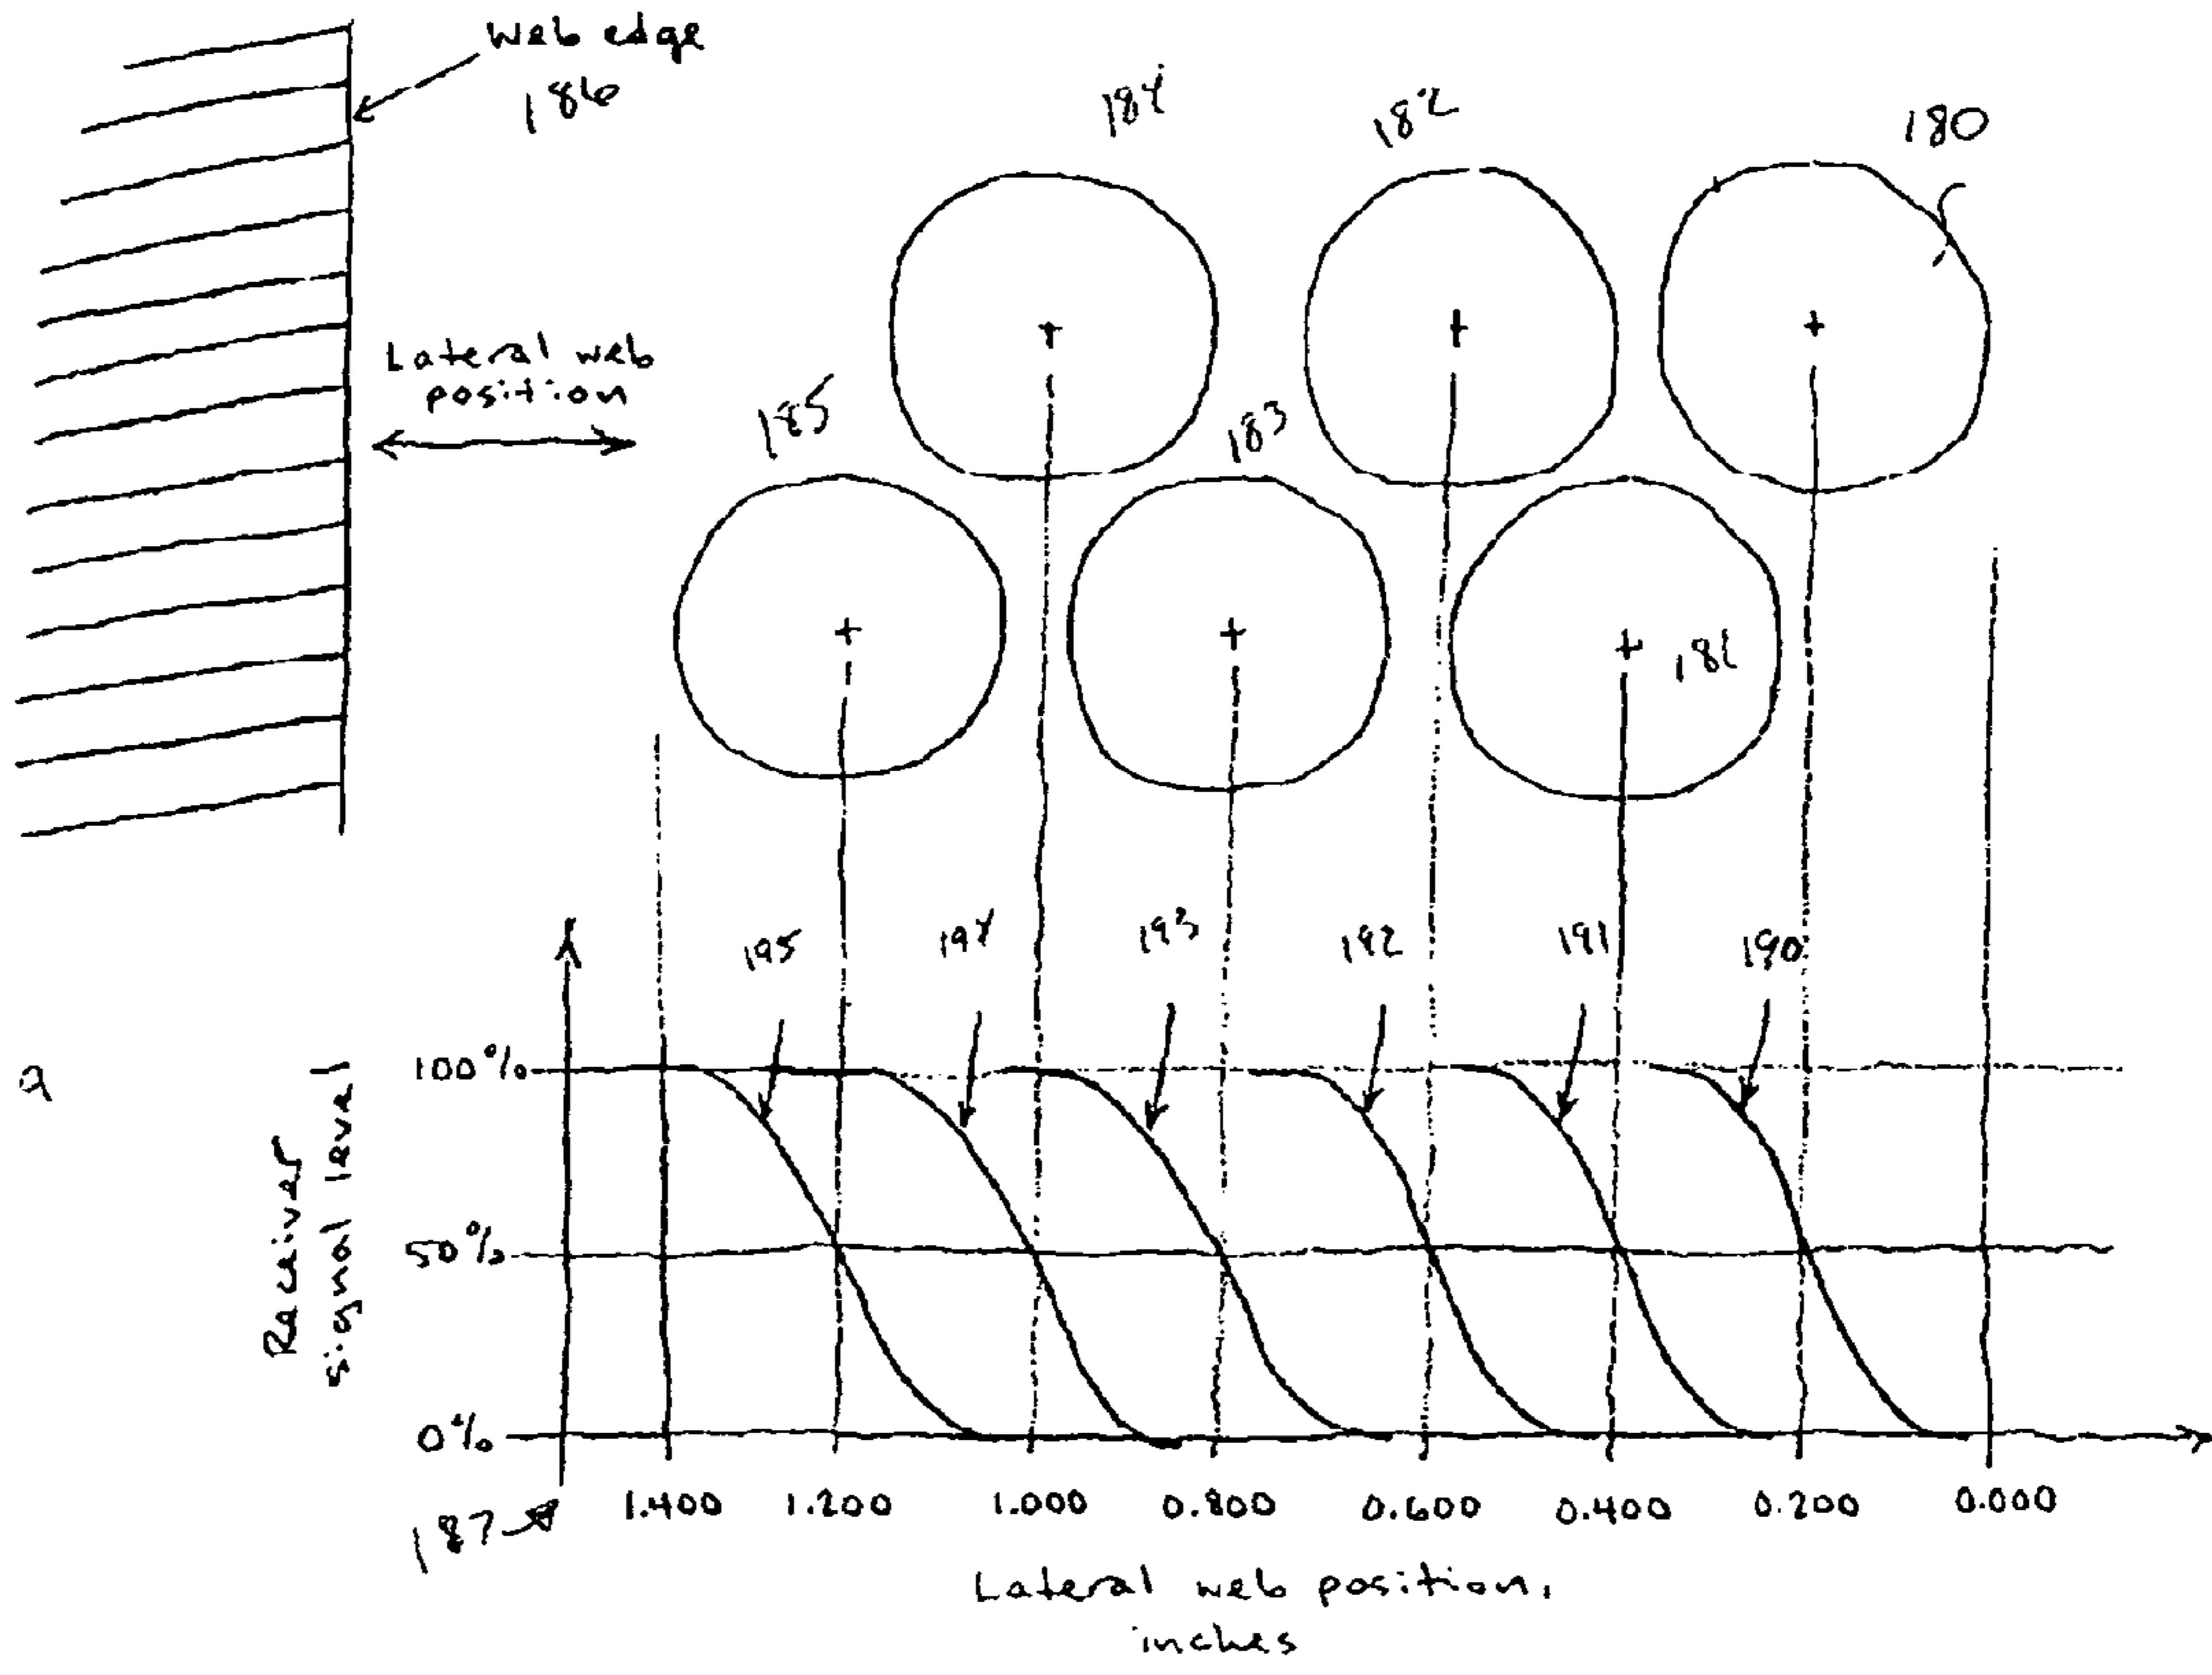 Web edge
186
184
182
180
Lateral web
position
185
183
181
195
194
193
192
191
190
100%
50%
0%
Receiver
signal level
187
1.400 1.200 1.000 0.800 0.600 0.400 0.200 0.000
Lateral web position,
inches